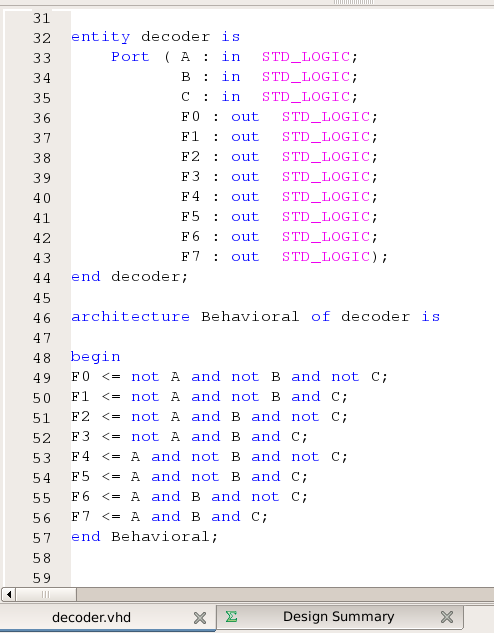 31
32 entity decoder is
33     Port ( A : in  STD_LOGIC;
34            B : in  STD_LOGIC;
35            C : in  STD_LOGIC;
36            F0 : out  STD_LOGIC;
37            F1 : out  STD_LOGIC;
38            F2 : out  STD_LOGIC;
39            F3 : out  STD_LOGIC;
40            F4 : out  STD_LOGIC;
41            F5 : out  STD_LOGIC;
42            F6 : out  STD_LOGIC;
43            F7 : out  STD_LOGIC);
44 end decoder;
45
46 architecture Behavioral of decoder is
47
48 begin
49 F0 <= not A and not B and not C;
50 F1 <= not A and not B and C;
51 F2 <= not A and B and not C;
52 F3 <= not A and B and C;
53 F4 <= A and not B and not C;
54 F5 <= A and not B and C;
55 F6 <= A and B and not C;
56 F7 <= A and B and C;
57 end Behavioral;
58
59
decoder.vhd Σ Design Summary